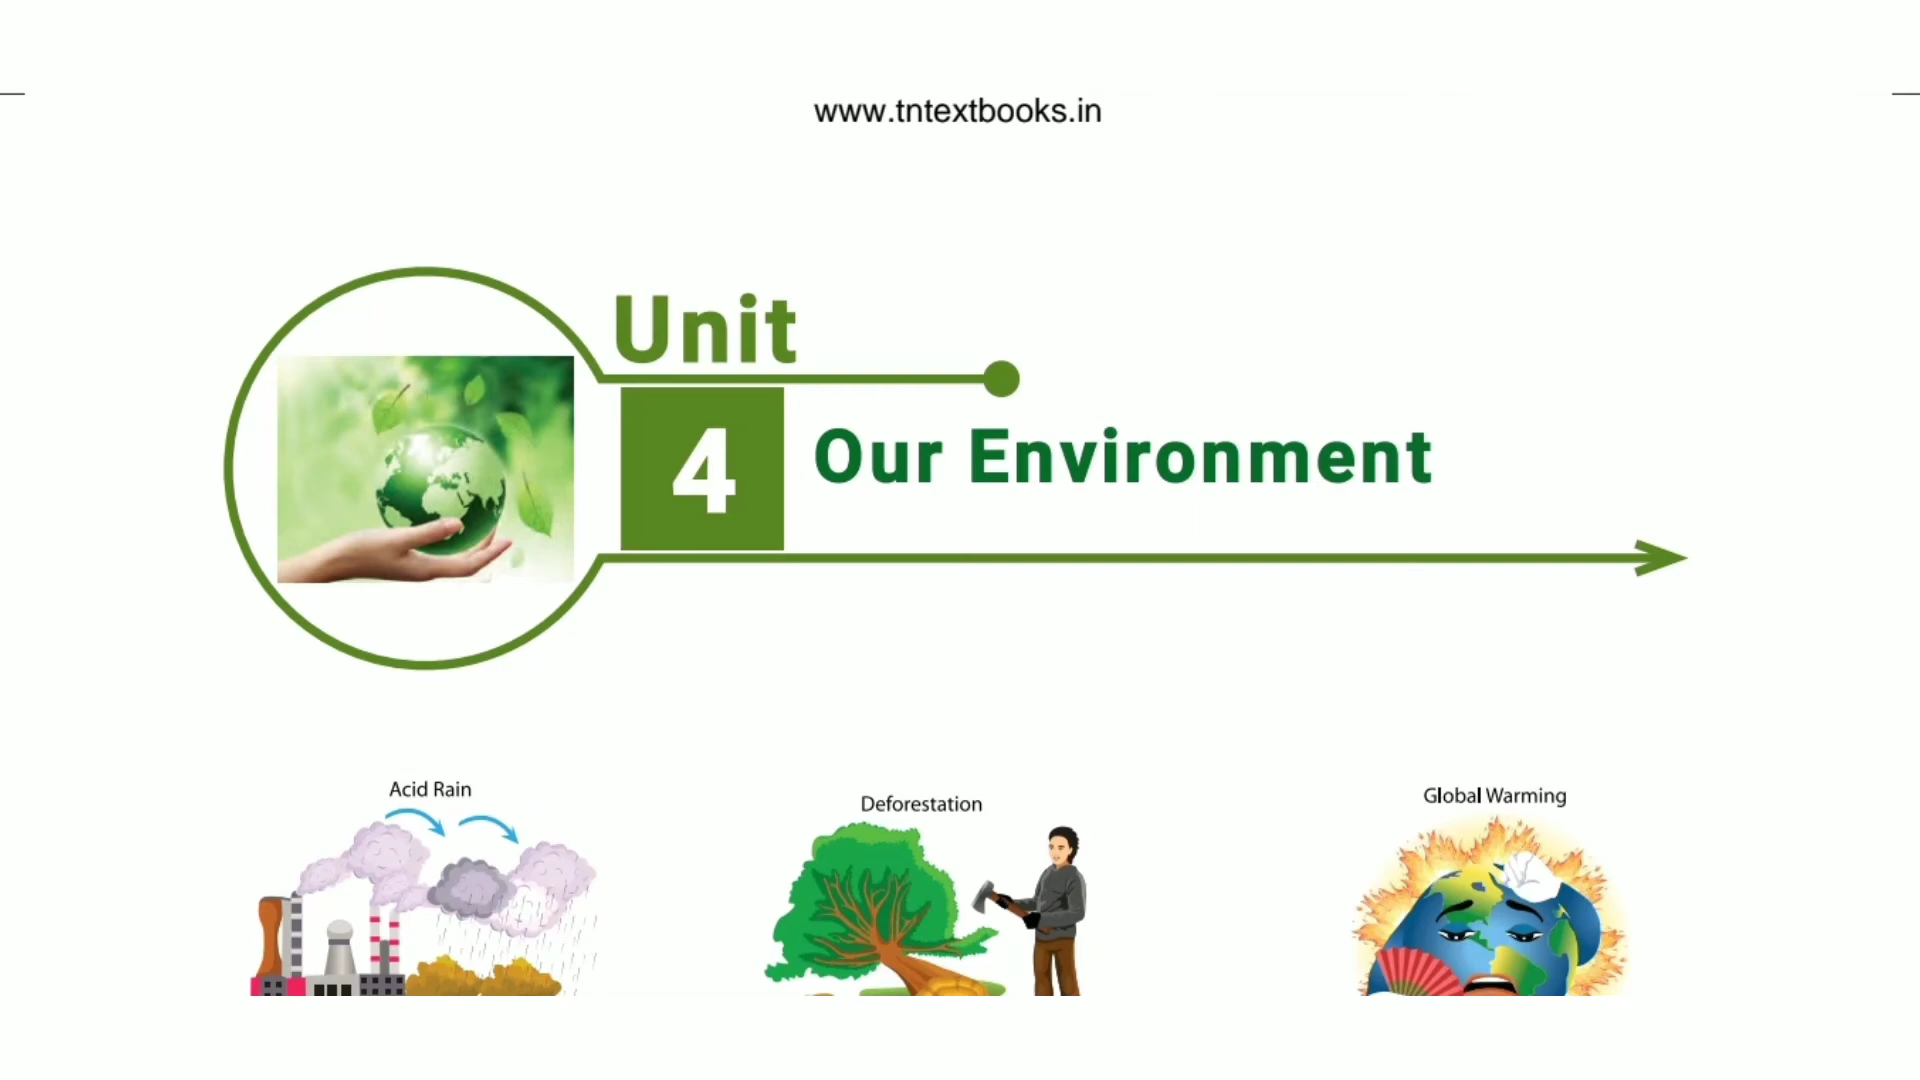 www.tntextbooks.in
Unit
4
Our Environment
Acid Rain
Deforestation
Global Warming